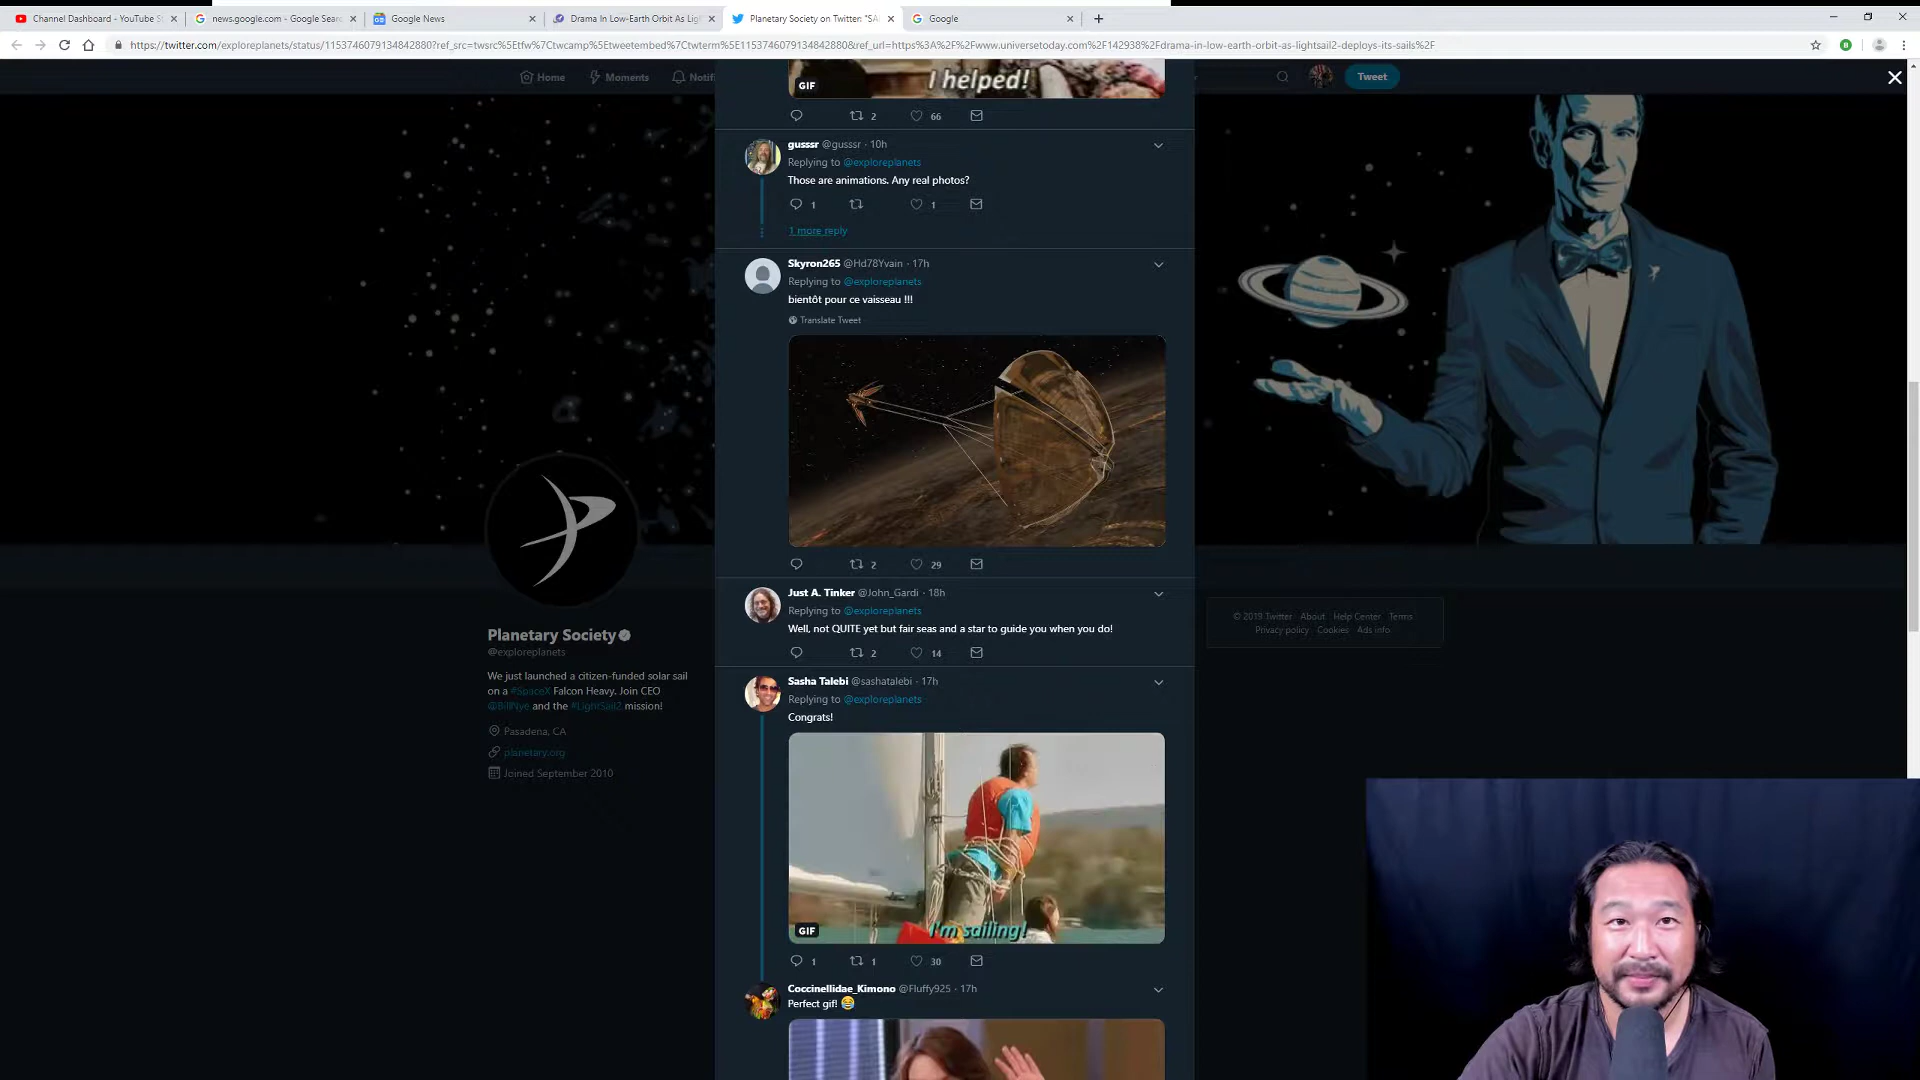 Channel Dashboard - YouTube St
news.google.com - Google Sear
Google News
Drama In Low-Earth Orbit As Ligh
Planetary Society on Twitter: "SA
Google
https://twitter.com/exploreplanets/status/1153746079134842880?ref_src=twsrc%5Etfw%7Ctwcamp%5Etweetembed%7Ctwterm%5E1153746079134842880&ref_url=https%3A%2F%2Fwww.universetoday.com%2F142938%2Fdrama-in-low-earth-orbit-as-lightsail2-deploys-its-sails%2F
Home
Moments
Notifi
Tweet
I helped!
GIF
2
66
gusssr @gusssr · 10h
Replying to @exploreplanets
Those are animations. Any real photos?
1
1
1 more reply
Skyron265 @Hd78Yvain · 17h
Replying to @exploreplanets
bientôt pour ce vaisseau !!!
Translate Tweet
2
29
Just A. Tinker @John_Gardi · 18h
Replying to @exploreplanets
Well, not QUITE yet but fair seas and a star to guide you when you do!
2
14
Sasha Talebi @sashatalebi · 17h
Replying to @exploreplanets
Congrats!
I'm sailing!
GIF
1
1
30
Coccinellidae_Kimono @Fluffy925 · 17h
Perfect gif! 😂
Planetary Society
@exploreplanets
We just launched a citizen-funded solar sail
on a #SpaceX Falcon Heavy. Join CEO
@BillNye and the #LightSail2 mission!
Pasadena, CA
planetary.org
Joined September 2010
© 2019 Twitter About Help Center Terms
Privacy policy Cookies Ads info